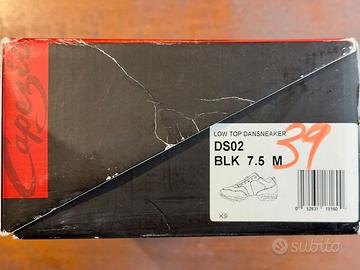 Capezio
LOW TOP DANSNEAKER
DS02
BLK 7.5 M
39
K9
subito